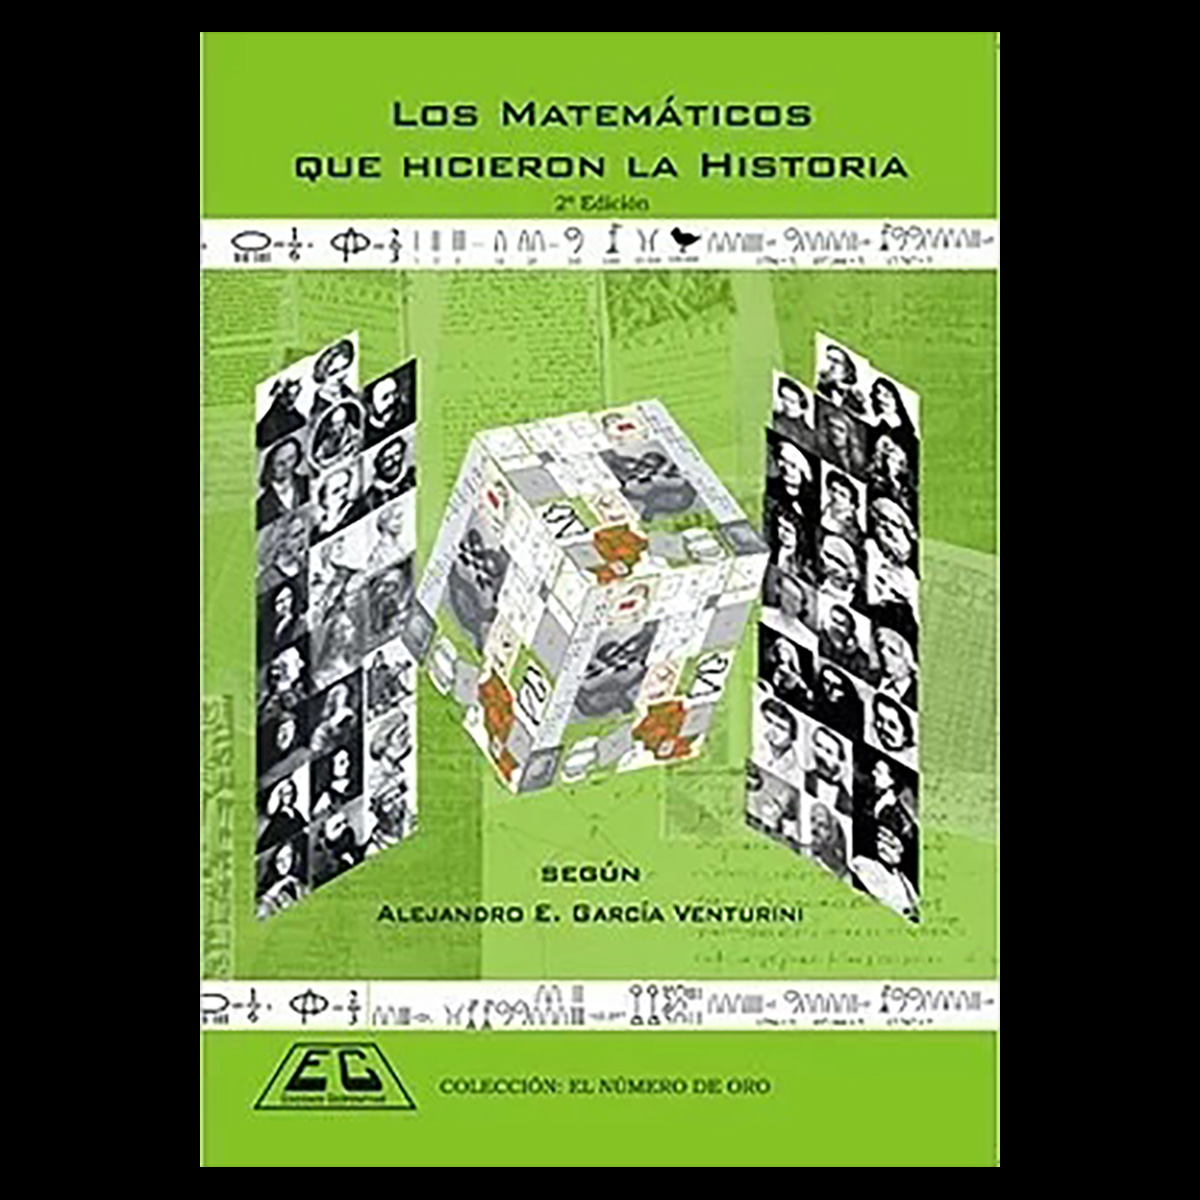 Los Matemáticos
que hicieron la Historia
2ª Edición
según
Alejandro E. García Venturini
EC
COLECCIÓN: EL NÚMERO DE ORO